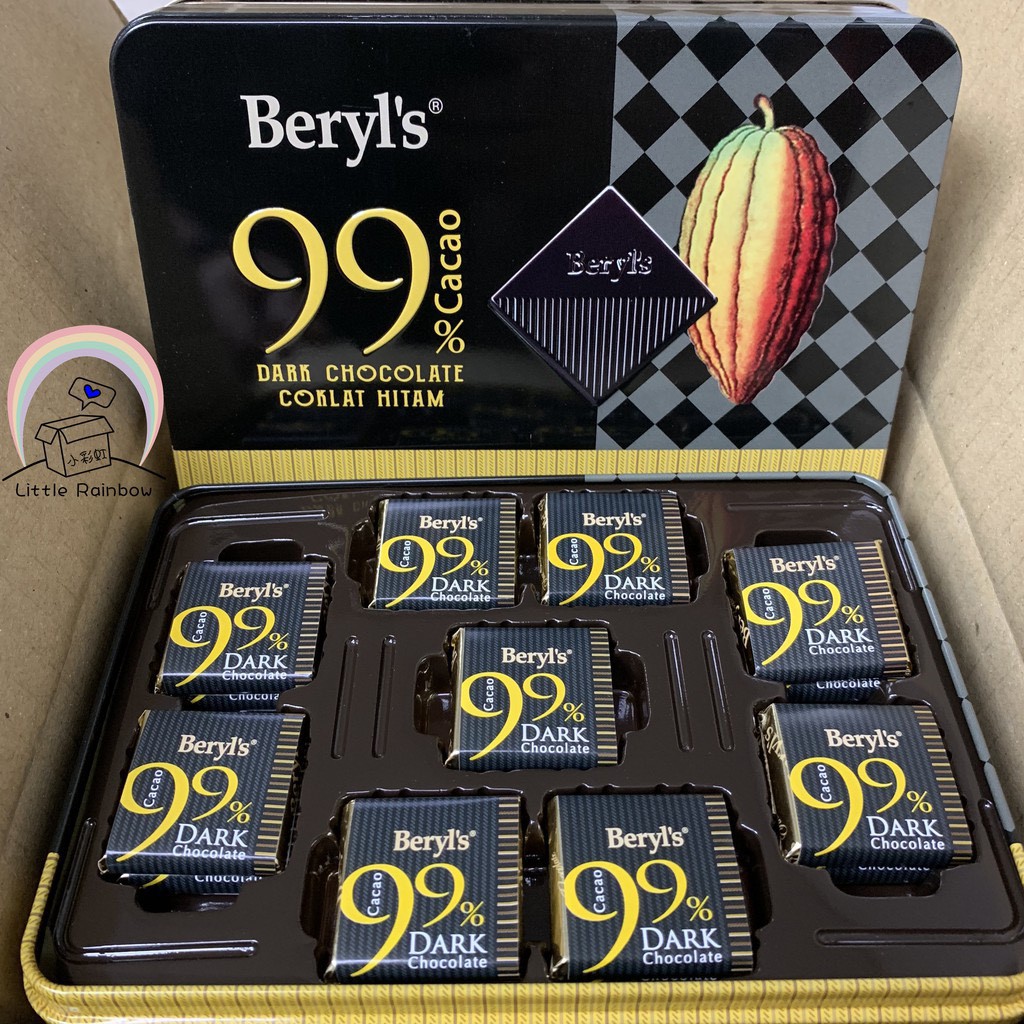 Beryl's®
99% Cacao
DARK CHOCOLATE
COKLAT HITAM
Beryl's
小彩虹
Little Rainbow
Beryl's®
Cacao
99%
DARK
Chocolate
Beryl's®
Cacao
99%
DARK
Chocolate
Beryl's®
Cacao
99%
DARK
Chocolate
Chocolate
Beryl's®
Cacao
99%
DARK
Chocolate
Chocolate
Beryl's®
Cacao
99%
DARK
Chocolate
Beryl's®
Cacao
99%
DARK
Chocolate
Beryl's®
Cacao
99%
DARK
Chocolate
Beryl's®
Cacao
99%
DARK
Chocolate
Beryl's®
Cacao
99%
DARK
Chocolate